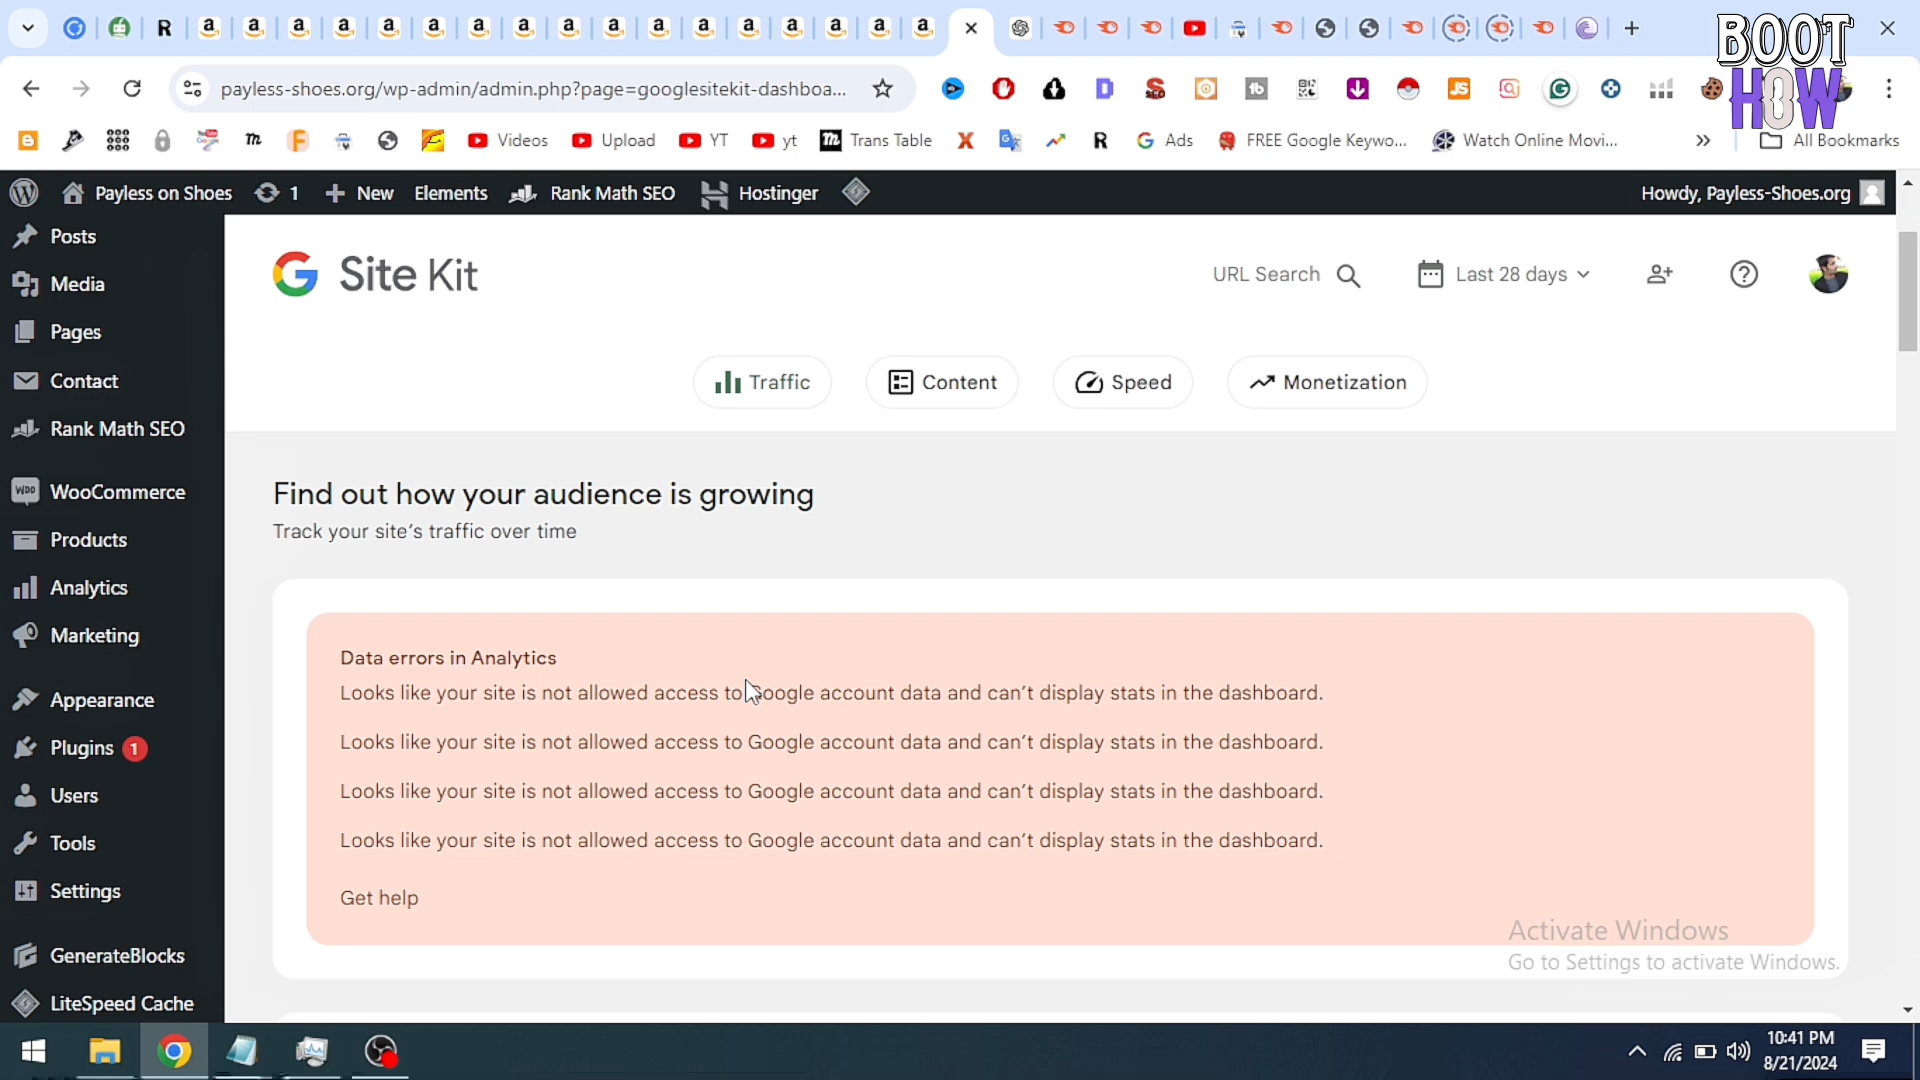 BOOT
HOW
payless-shoes.org/wp-admin/admin.php?page=googlesitekit-dashboa...
Videos
Upload
YT
yt
Trans Table
Ads
FREE Google Keywo...
Watch Online Movi...
All Bookmarks
Payless on Shoes
1
New
Elements
Rank Math SEO
Hostinger
Howdy, Payless-Shoes.org
Posts
Media
Pages
Contact
Rank Math SEO
WooCommerce
Products
Analytics
Marketing
Appearance
Plugins 1
Users
Tools
Settings
GenerateBlocks
LiteSpeed Cache
Site Kit
URL Search
Last 28 days
Traffic
Content
Speed
Monetization
Find out how your audience is growing
Track your site's traffic over time
Data errors in Analytics
Looks like your site is not allowed access to Google account data and can't display stats in the dashboard.
Looks like your site is not allowed access to Google account data and can't display stats in the dashboard.
Looks like your site is not allowed access to Google account data and can't display stats in the dashboard.
Looks like your site is not allowed access to Google account data and can't display stats in the dashboard.
Get help
Activate Windows
Go to Settings to activate Windows.
10:41 PM
8/21/2024